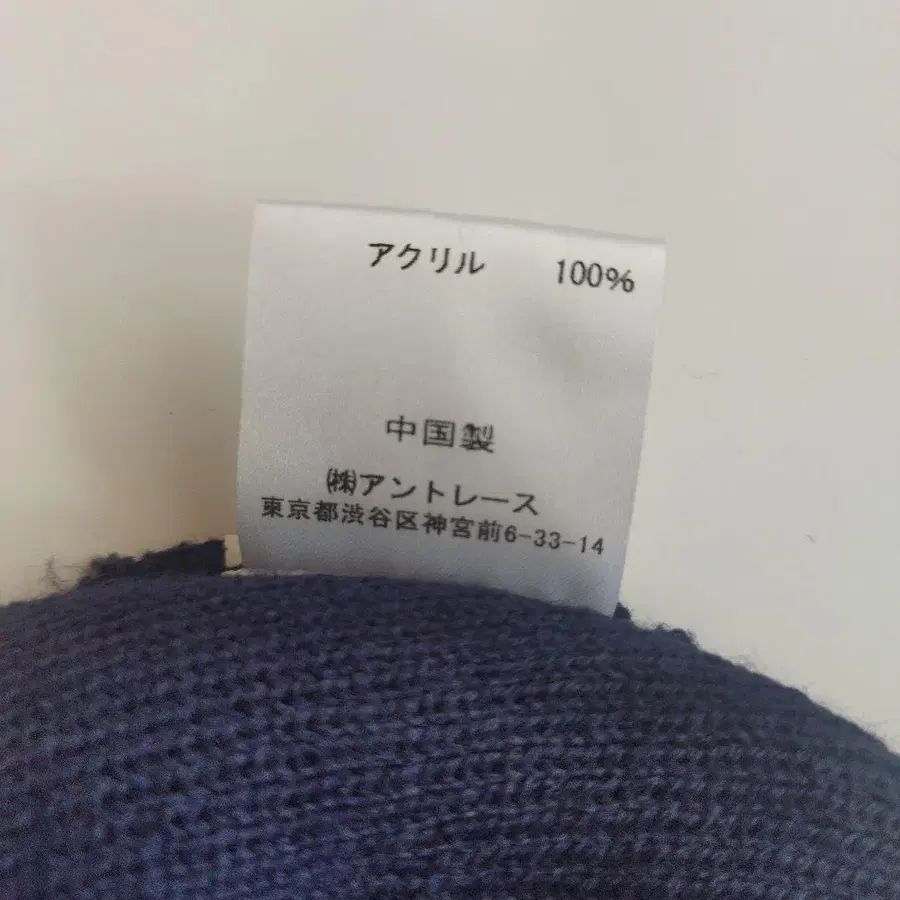 アクリル 100%
中国製
㈱アントレース
東京都渋谷区神宮前6-33-14